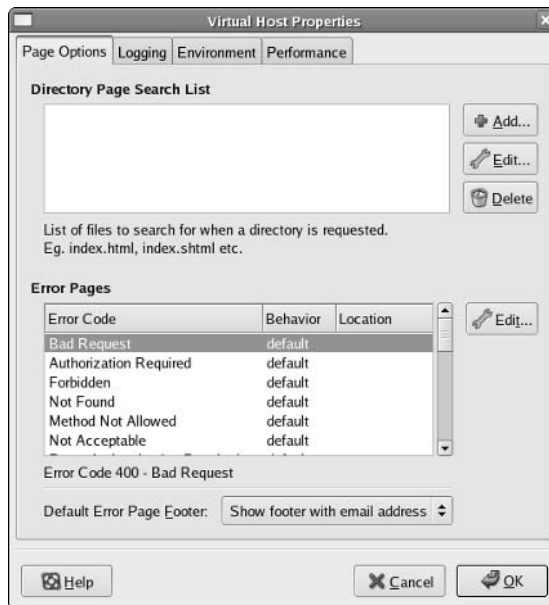 Virtual Host Properties
Page Options Logging Environment Performance
Directory Page Search List
Add...
Edit...
Delete
List of files to search for when a directory is requested.
Eg. index.html, index.shtml etc.
Error Pages
Error Code Behavior Location
Edit...
Bad Request default
Authorization Required default
Forbidden default
Not Found default
Method Not Allowed default
Not Acceptable default
Error Code 400 - Bad Request
Default Error Page Footer: Show footer with email address
Help Cancel OK